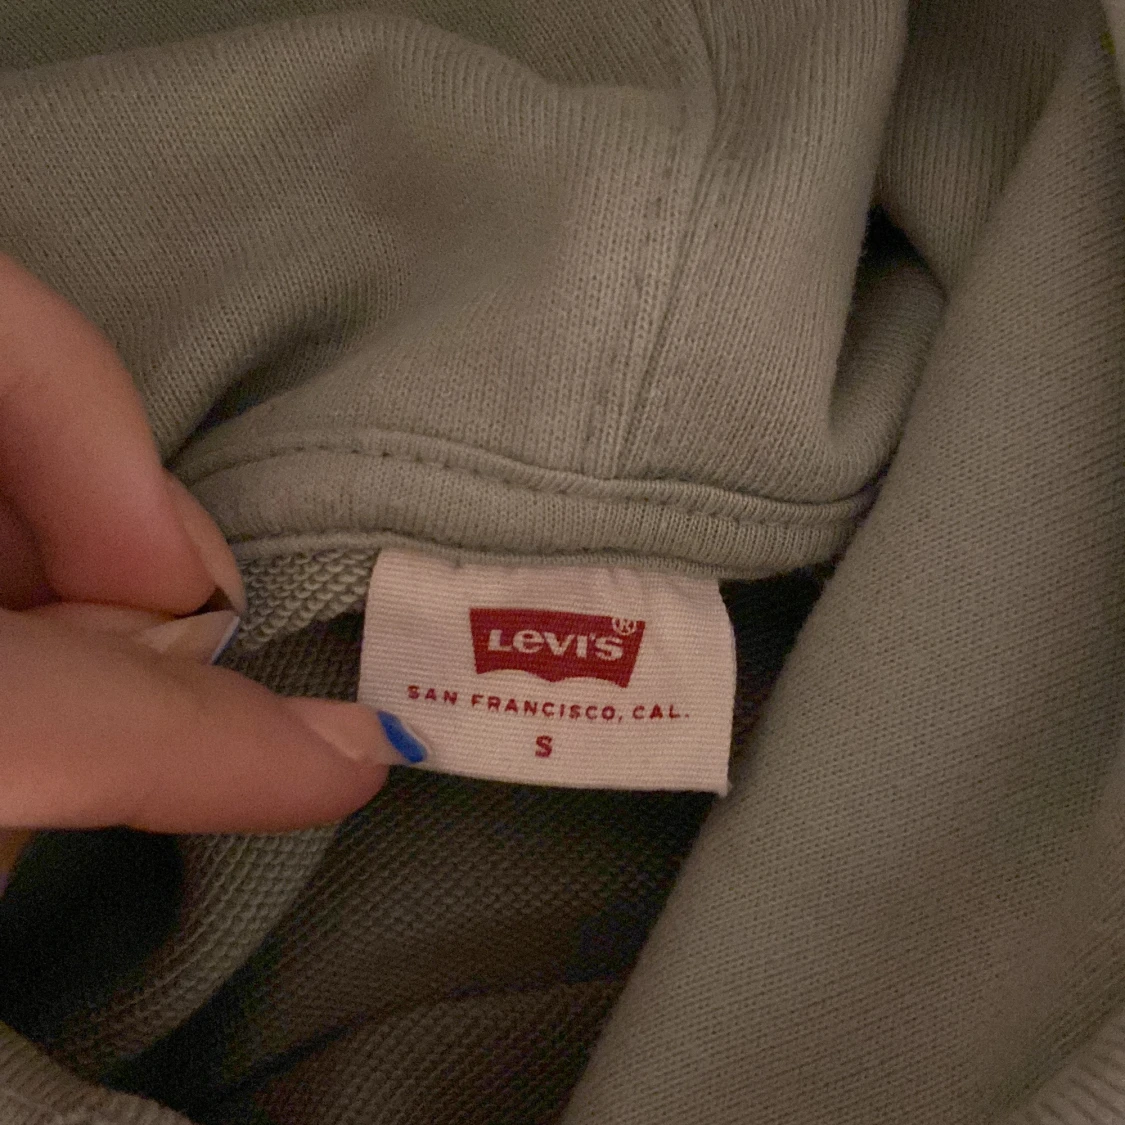 LEVI'S®
SAN FRANCISCO, CAL.
S